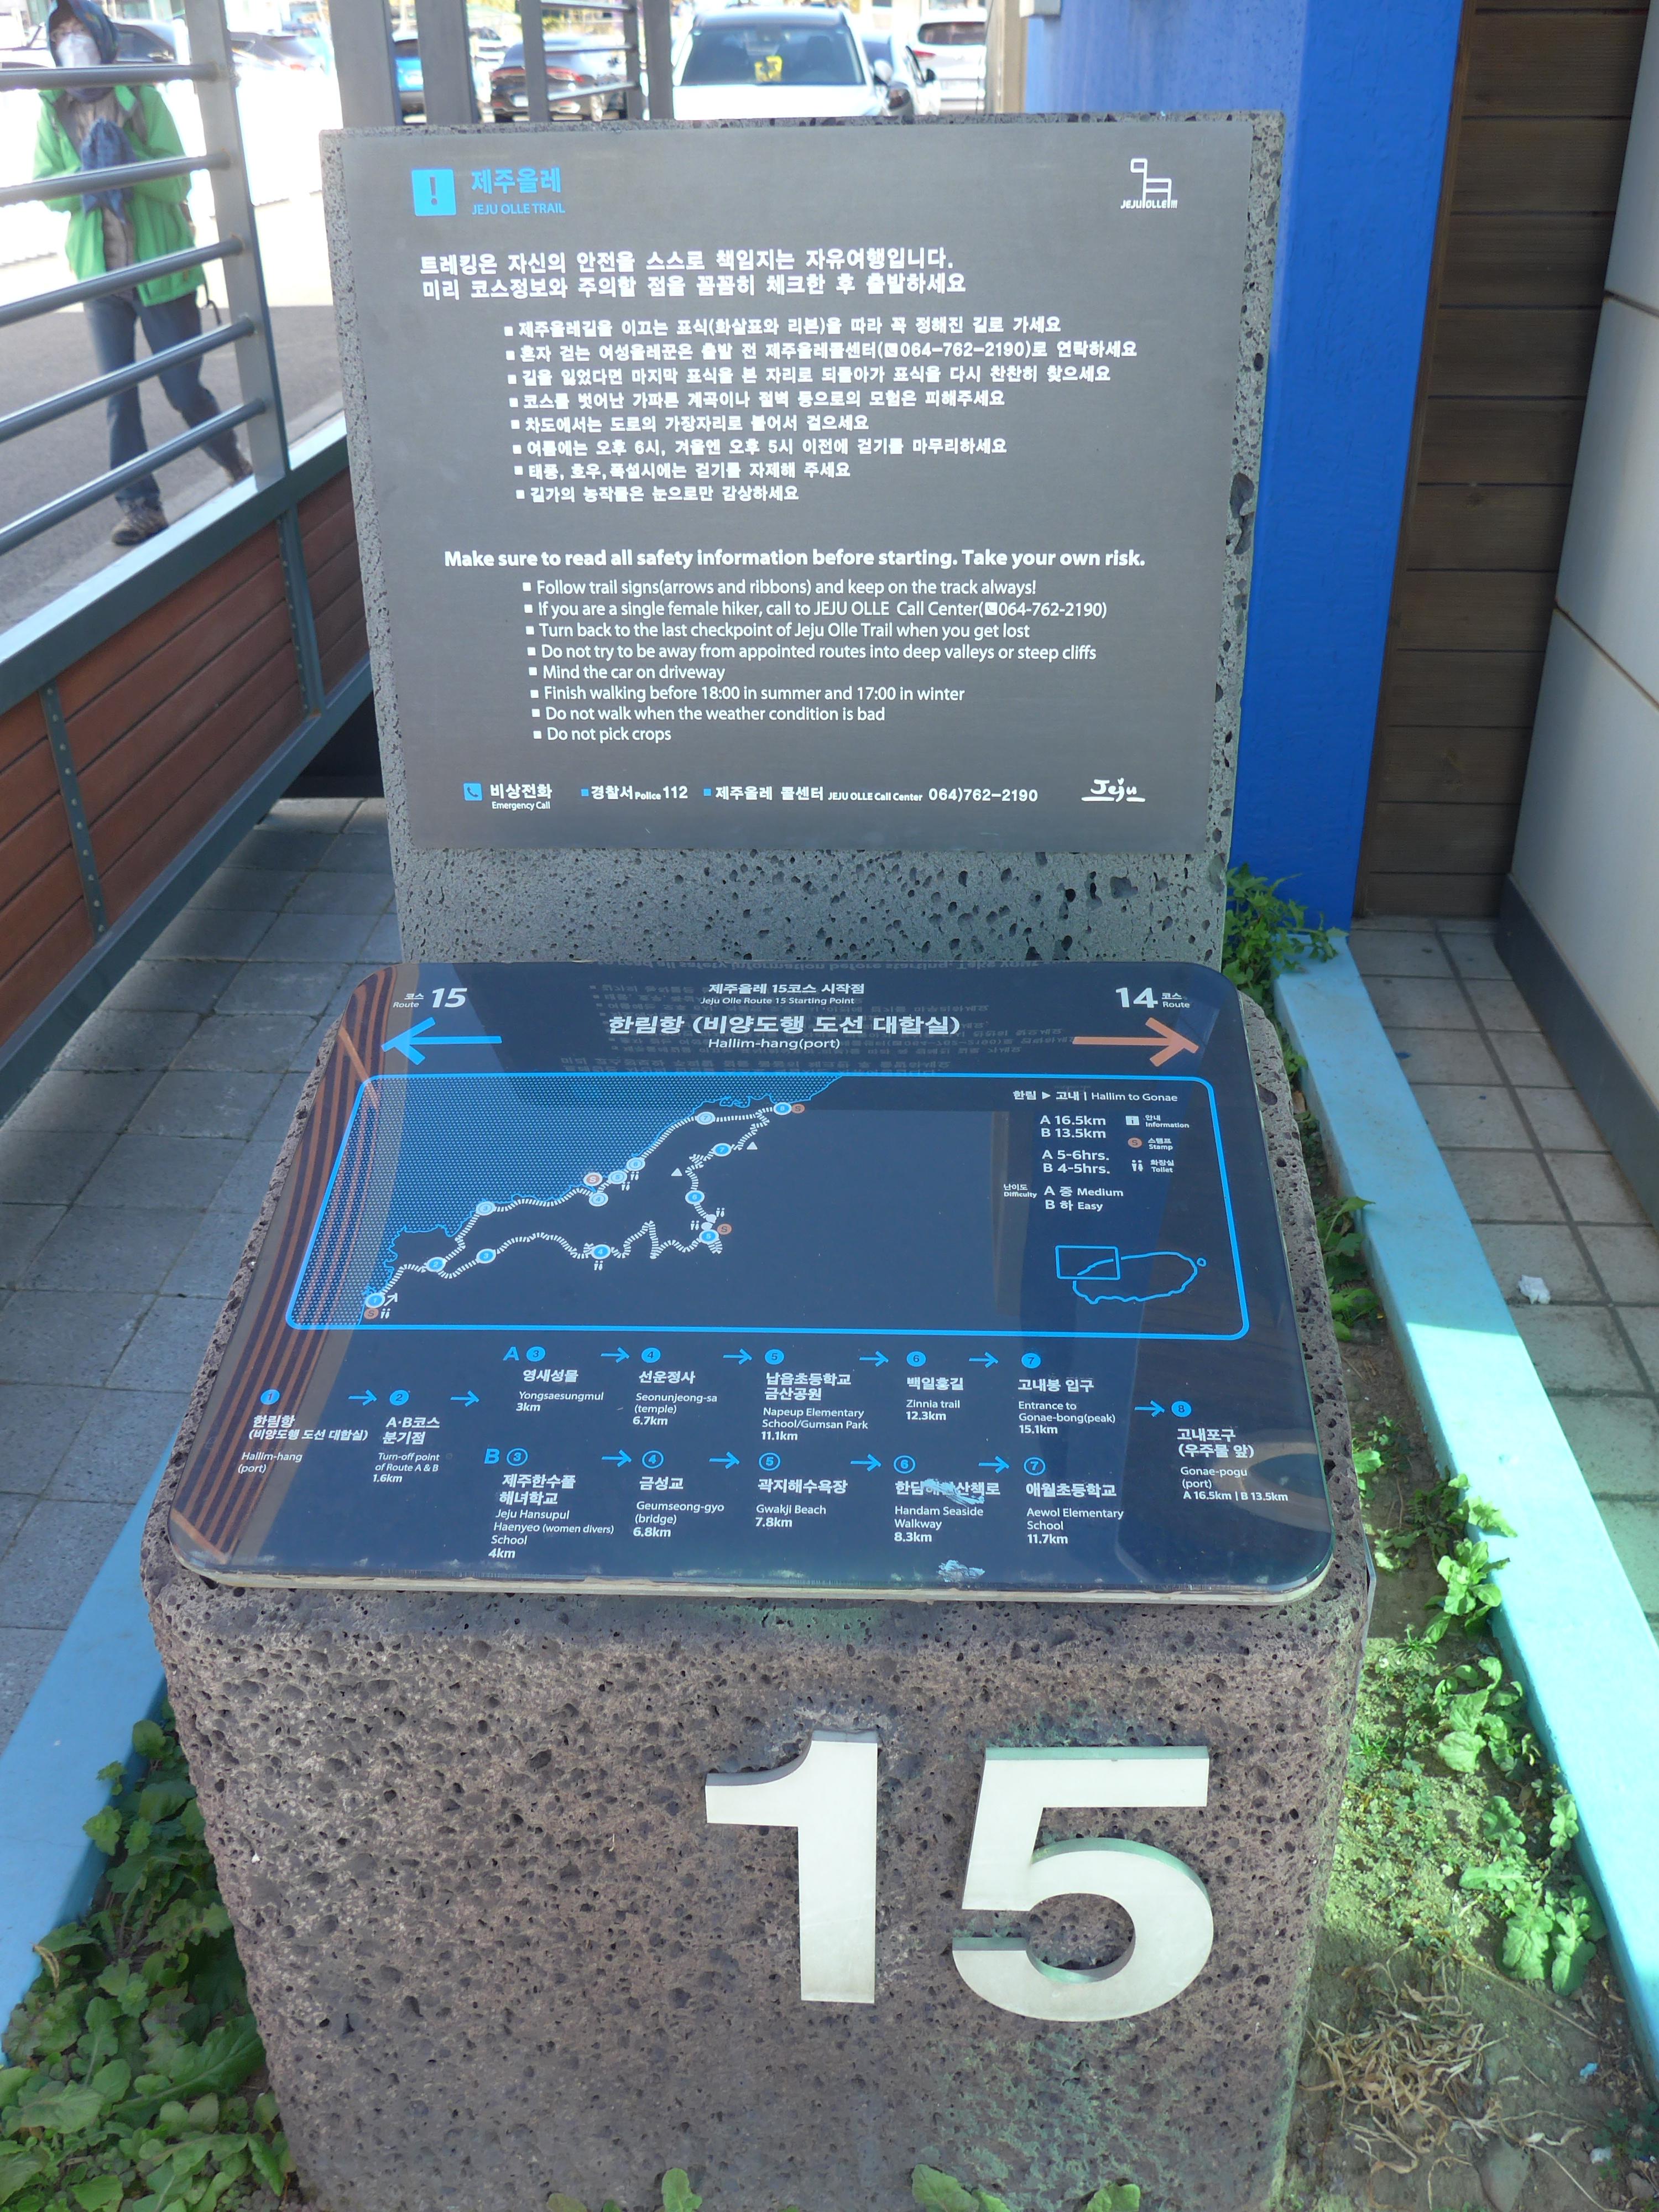 제주올레
JEJU OLLE TRAIL
JEJU OLLE
트레킹은 자신의 안전을 스스로 책임지는 자유여행입니다.
미리 코스정보와 주의할 점을 꼼꼼히 체크한 후 출발하세요
제주올레길을 이끄는 표식(화살표와 리본)을 따라 꼭 정해진 길로 가세요
혼자 걷는 여성올레꾼은 출발 전 제주올레콜센터(064-762-2190)로 연락하세요
길을 잃었다면 마지막 표식을 본 자리로 되돌아가 표식을 다시 찬찬히 찾으세요
코스를 벗어난 가파른 계곡이나 절벽 등으로의 모험은 피해주세요
차도에서는 도로의 가장자리로 붙어서 걸으세요
여름에는 오후 6시, 겨울엔 오후 5시 이전에 걷기를 마무리하세요
태풍, 호우, 폭설시에는 걷기를 자제해 주세요
길가의 농작물은 눈으로만 감상하세요
Make sure to read all safety information before starting. Take your own risk.
Follow trail signs(arrows and ribbons) and keep on the track always!
If you are a single female hiker, call to JEJU OLLE Call Center(064-762-2190)
Turn back to the last checkpoint of Jeju Olle Trail when you get lost
Do not try to be away from appointed routes into deep valleys or steep cliffs
Mind the car on driveway
Finish walking before 18:00 in summer and 17:00 in winter
Do not walk when the weather condition is bad
Do not pick crops
비상전화 경찰서 Police 112 제주올레 콜센터 JEJU OLLE Call Center 064)762-2190 Jeju
Emergency Call
코스 Route 15
제주올레 15코스 시작점
Jeju Olle Route 15 Starting Point
14 코스 Route
한림항 (비양도행 도선 대합실)
Hallim-hang(port)
한림 ▶ 고내 | Hallim to Gonae
A 16.5km
B 13.5km
안내
Information
스탬프
Stamp
A 5-6hrs.
B 4-5hrs.
화장실
Toilet
난이도
Difficulty
A 중 Medium
B 하 Easy
1
한림항
(비양도행 도선 대합실)
Hallim-hang
(port)
2
A·B코스
분기점
Turn-off point
of Route A & B
1.6km
A 3
영새성물
Yongsaesungmul
3km
4
선운정사
Seonunjeong-sa
(temple)
6.7km
5
납읍초등학교
금산공원
Napeup Elementary
School/Gumsan Park
11.1km
6
백일홍길
Zinnia trail
12.3km
7
고내봉 입구
Entrance to
Gonae-bong(peak)
15.1km
B 3
제주한수풀
해녀학교
Jeju Hansupul
Haenyeo (women divers)
School
4km
4
금성교
Geumseong-gyo
(bridge)
6.8km
5
곽지해수욕장
Gwakji Beach
7.8km
6
한담해안산책로
Handam Seaside
Walkway
8.3km
7
애월초등학교
Aewol Elementary
School
11.7km
8
고내포구
(우주물 앞)
Gonae-pogu
(port)
A 16.5km | B 13.5km
15